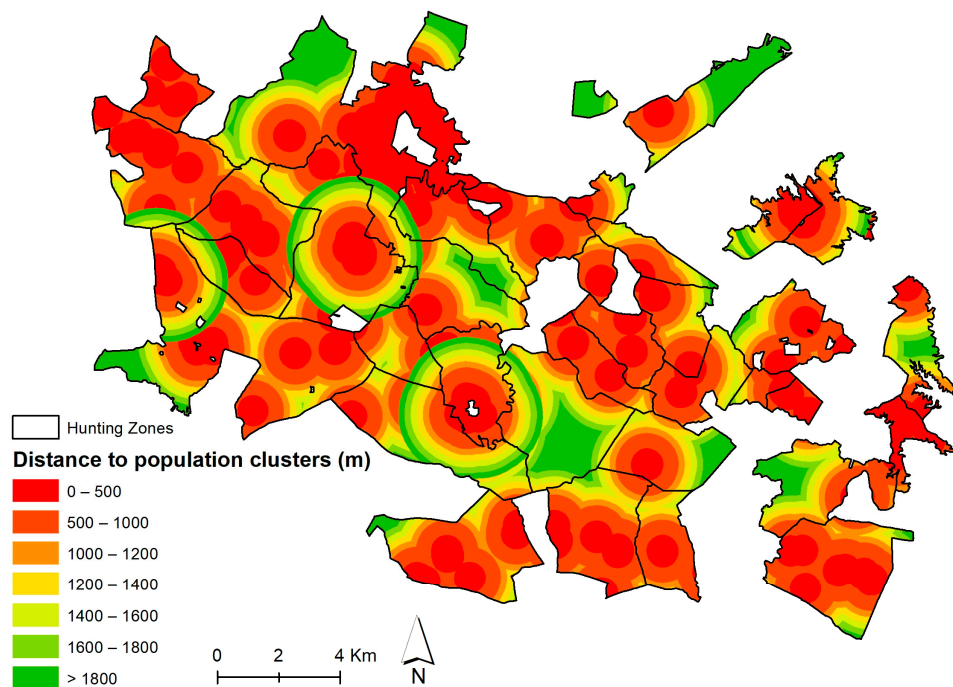 Hunting Zones
Distance to population clusters (m)
0 – 500
500 – 1000
1000 – 1200
1200 – 1400
1400 – 1600
1600 – 1800
> 1800
0 2 4 Km
N